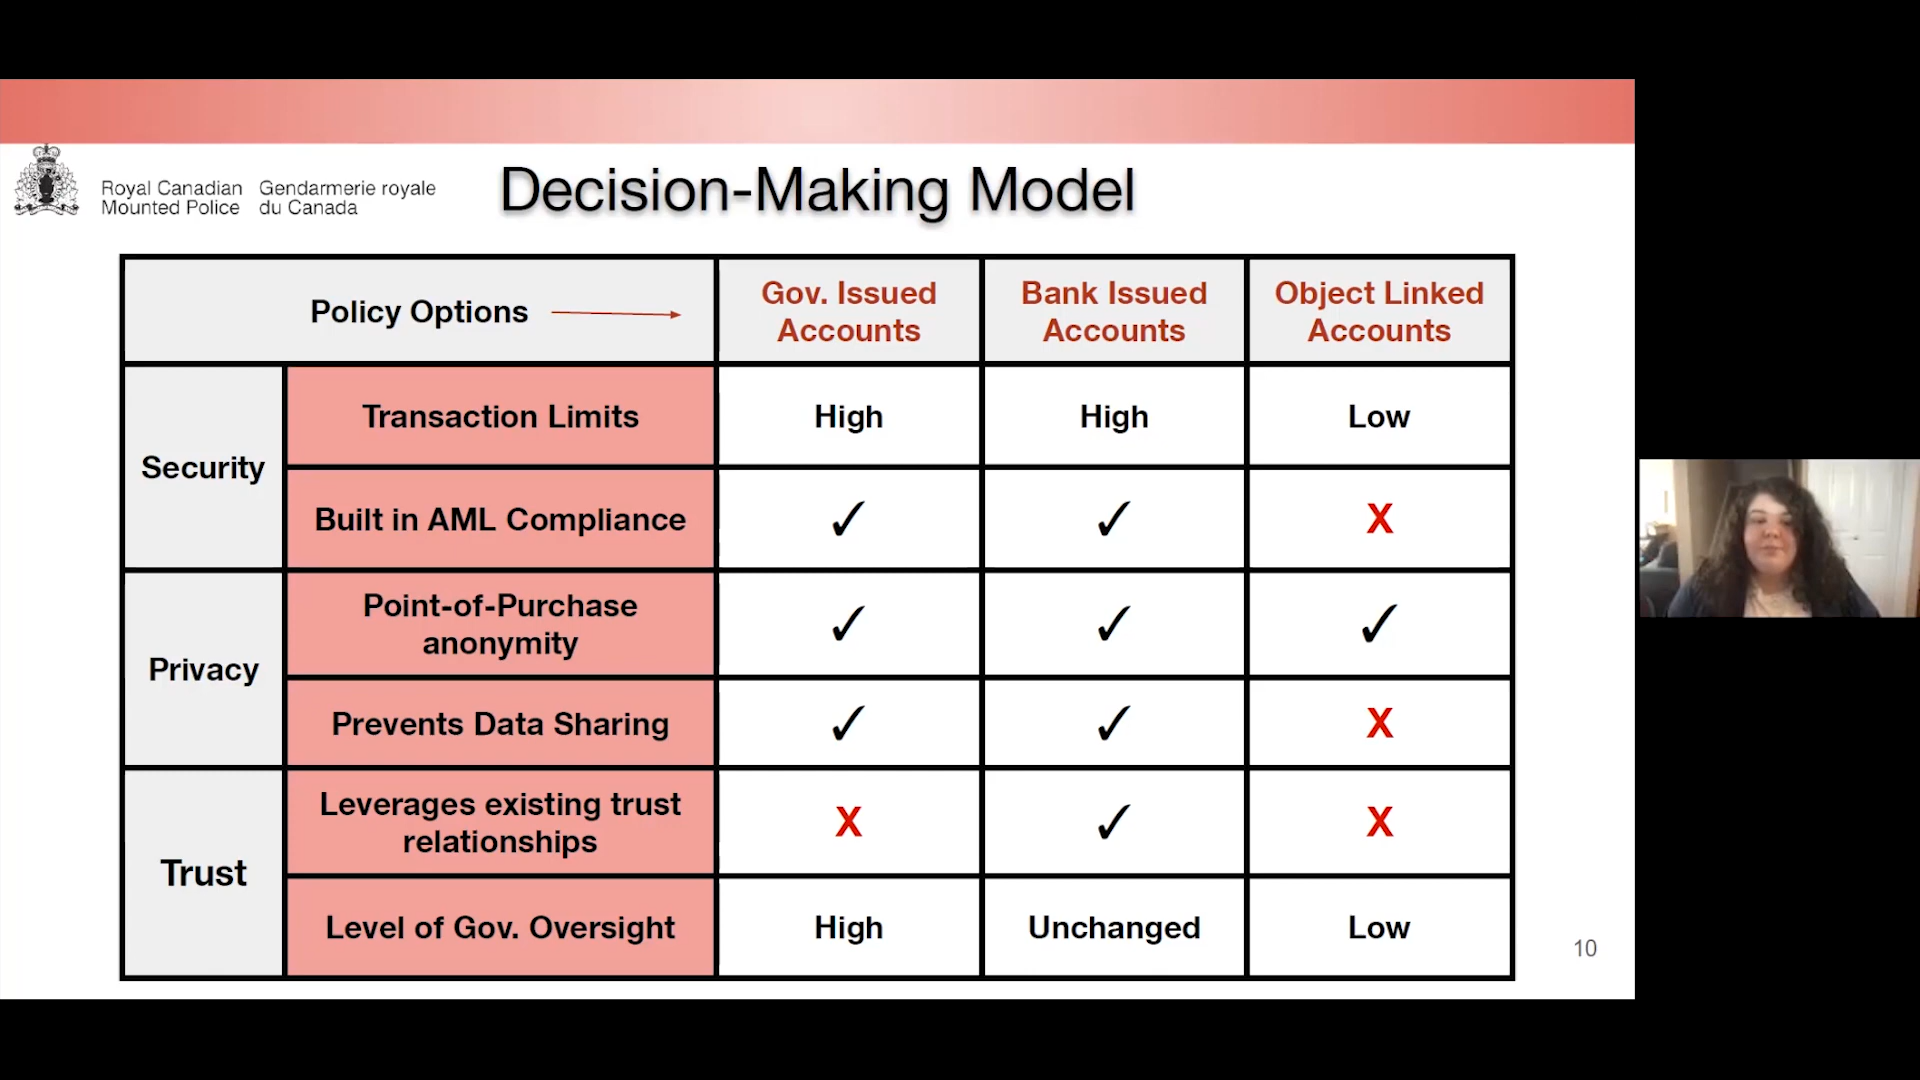 Royal Canadian Gendarmerie royale
Mounted Police du Canada
Decision-Making Model
Policy Options
Gov. Issued
Accounts
Bank Issued
Accounts
Object Linked
Accounts
Security
Transaction Limits
High
High
Low
Built in AML Compliance
✓
✓
X
Privacy
Point-of-Purchase
anonymity
✓
✓
✓
Prevents Data Sharing
✓
✓
X
Trust
Leverages existing trust
relationships
X
✓
X
Level of Gov. Oversight
High
Unchanged
Low
10